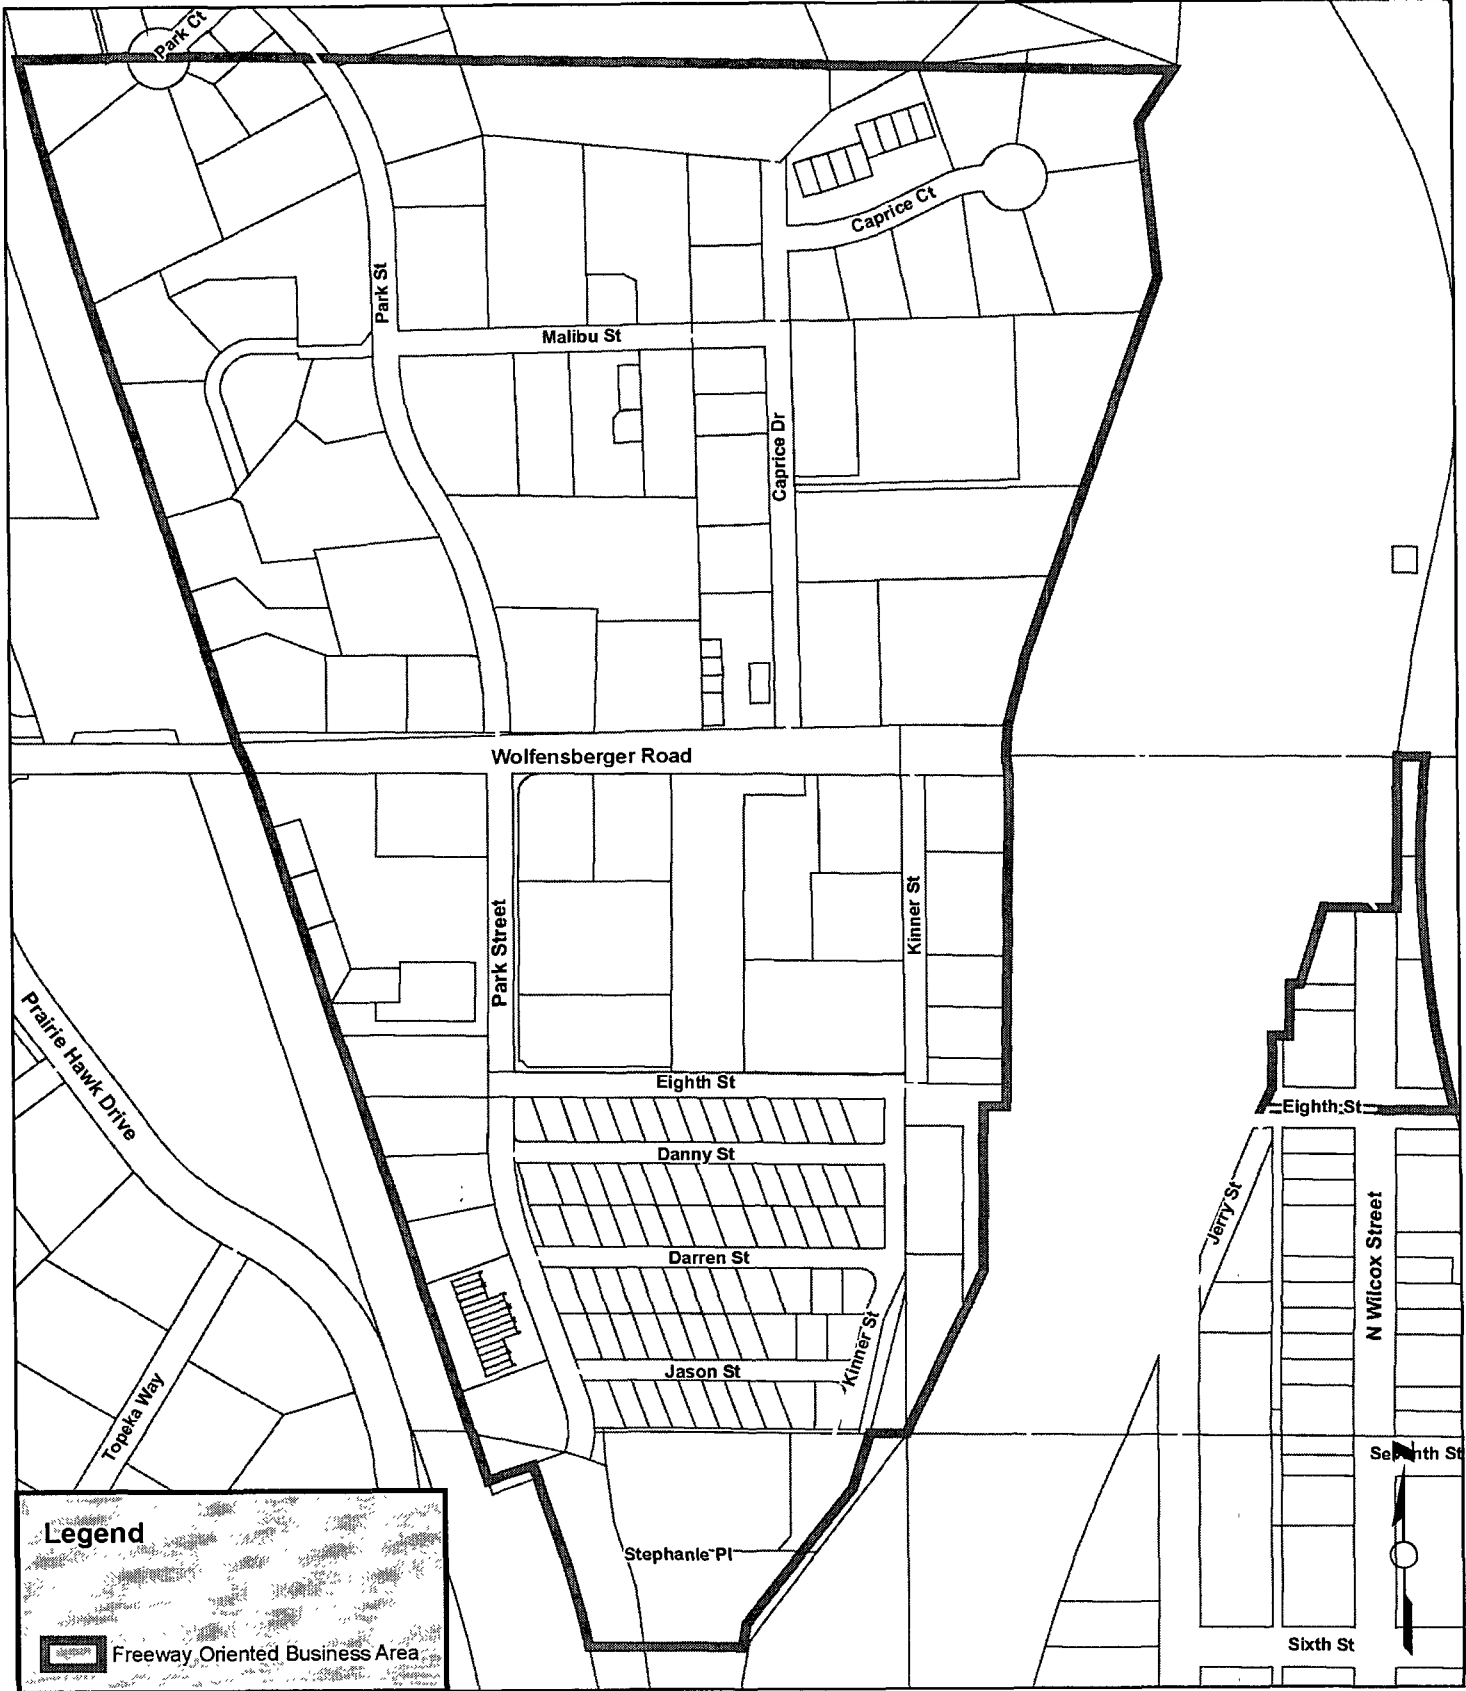 Park Ct
Caprice Ct
Park St
Malibu St
Caprice Dr
Wolfensberger Road
Park Street
Kinner St
Prairie Hawk Drive
Eighth St
Eighth St
Danny St
Jerry St
N Wilcox Street
Darren St
Kinner St
Jason St
Topeka Way
Seventh St
Legend
Stephanie Pl
Freeway Oriented Business Area
Sixth St